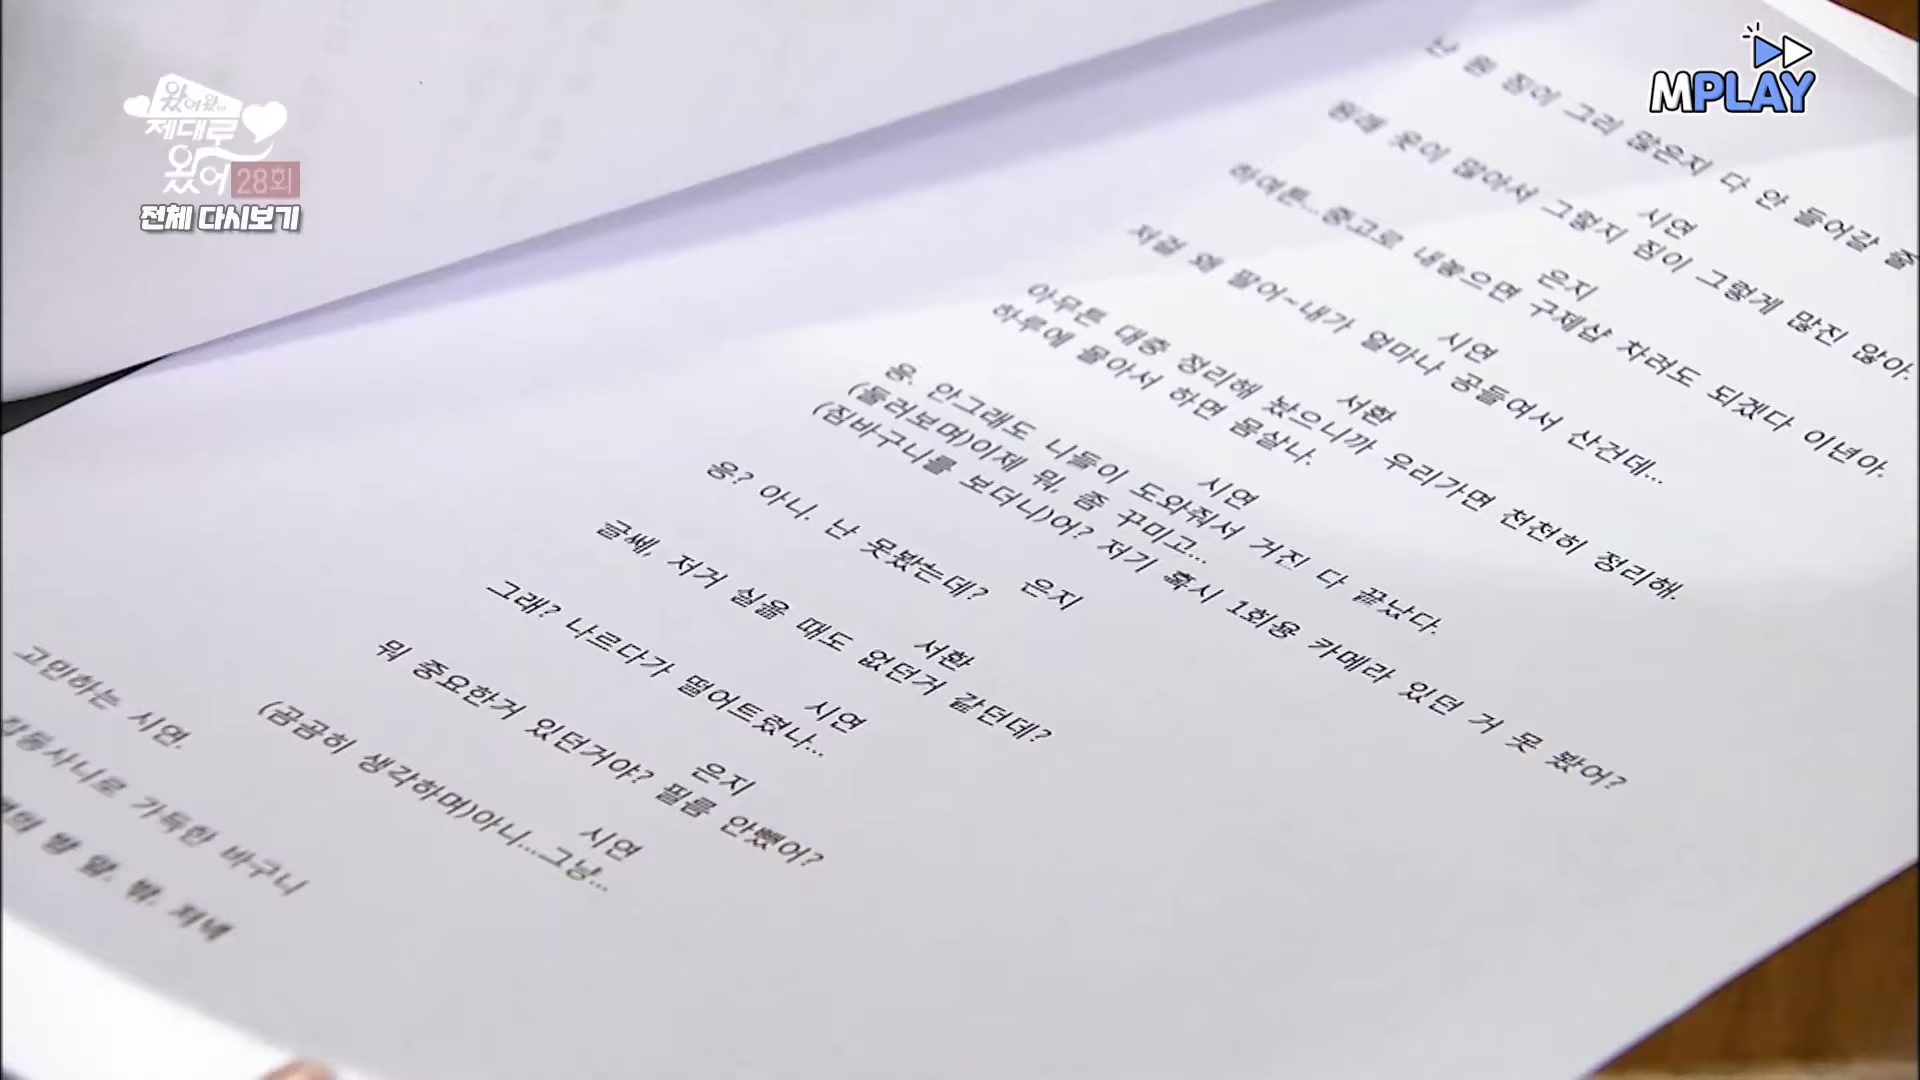 왔어 왔어
제대로
왔어 28회
전체 다시보기
MPLAY
난 뭔 짐이 그리 많은지 다 안 들어갈 줄
시연
원래 옷이 많아서 그렇지 짐이 그렇게 많진 않아.
은지
하여튼...중고로 내놓으면 구제샵 차려도 되겠다 이년아.
시연
저걸 왜 팔어~내가 얼마나 공들여서 산건데...
서환
아무튼 대충 정리해 놨으니까 우리가면 천천히 정리해.
하루에 몰아서 하면 몸살나.
시연
응. 안그래도 니들이 도와줘서 거진 다 끝났다.
(둘러보며)이제 뭐, 좀 꾸미고...
(짐바구니를 보더니)어? 저기 혹시 1회용 카메라 있던 거 못 봤어?
은지
응? 아니. 난 못봤는데?
서환
글쎄, 저거 실을 때도 없던거 같던데?
시연
그래? 나르다가 떨어트렸나...
은지
뭐 중요한거 있던거야? 필름 안뺐어?
시연
(곰곰히 생각하며)아니...그냥...
고민하는 시연.
잡동사니로 가득한 바구니
방 앞. 밖. 저녁